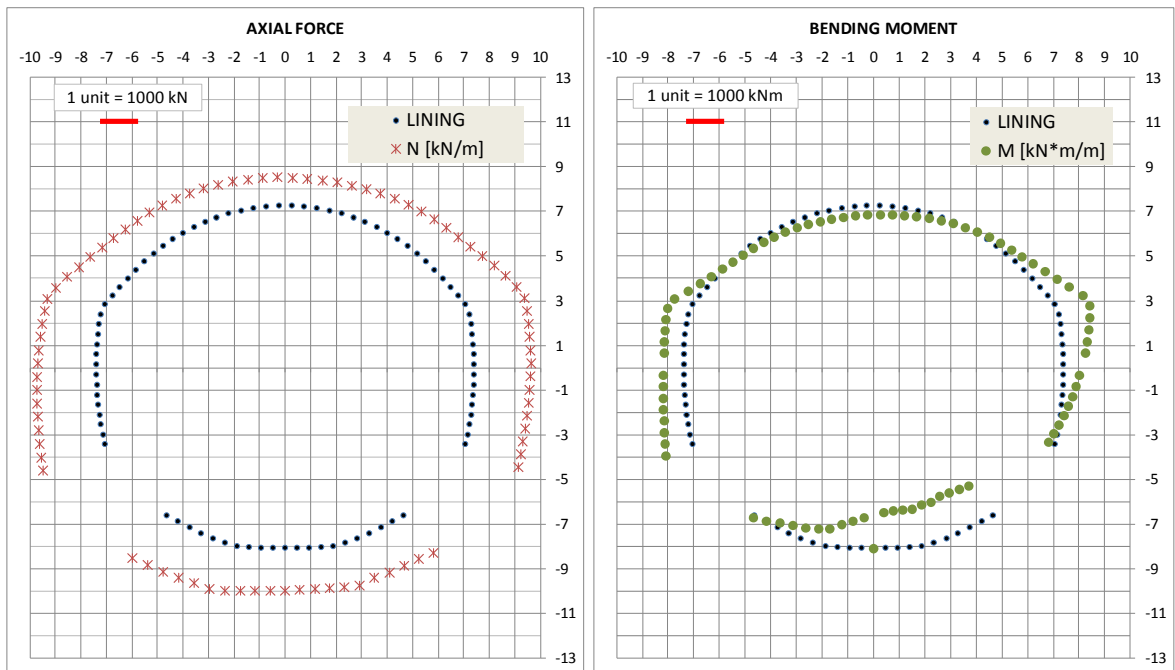 AXIAL FORCE
-10 -9 -8 -7 -6 -5 -4 -3 -2 -1 0 1 2 3 4 5 6 7 8 9 10
13
1 unit = 1000 kN
11
LINING
N [kN/m]
9
7
5
3
1
-1
-3
-5
-7
-9
-11
-13
BENDING MOMENT
-10 -9 -8 -7 -6 -5 -4 -3 -2 -1 0 1 2 3 4 5 6 7 8 9 10
13
1 unit = 1000 kNm
11
LINING
M [kN*m/m]
9
7
5
3
1
-1
-3
-5
-7
-9
-11
-13